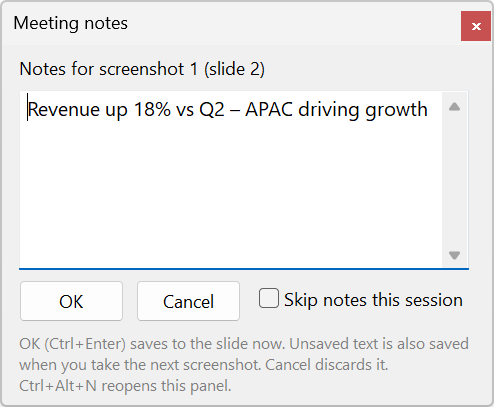 Meeting notes
Notes for screenshot 1 (slide 2)
Revenue up 18% vs Q2 – APAC driving growth
OK
Cancel
Skip notes this session
OK (Ctrl+Enter) saves to the slide now. Unsaved text is also saved
when you take the next screenshot. Cancel discards it.
Ctrl+Alt+N reopens this panel.